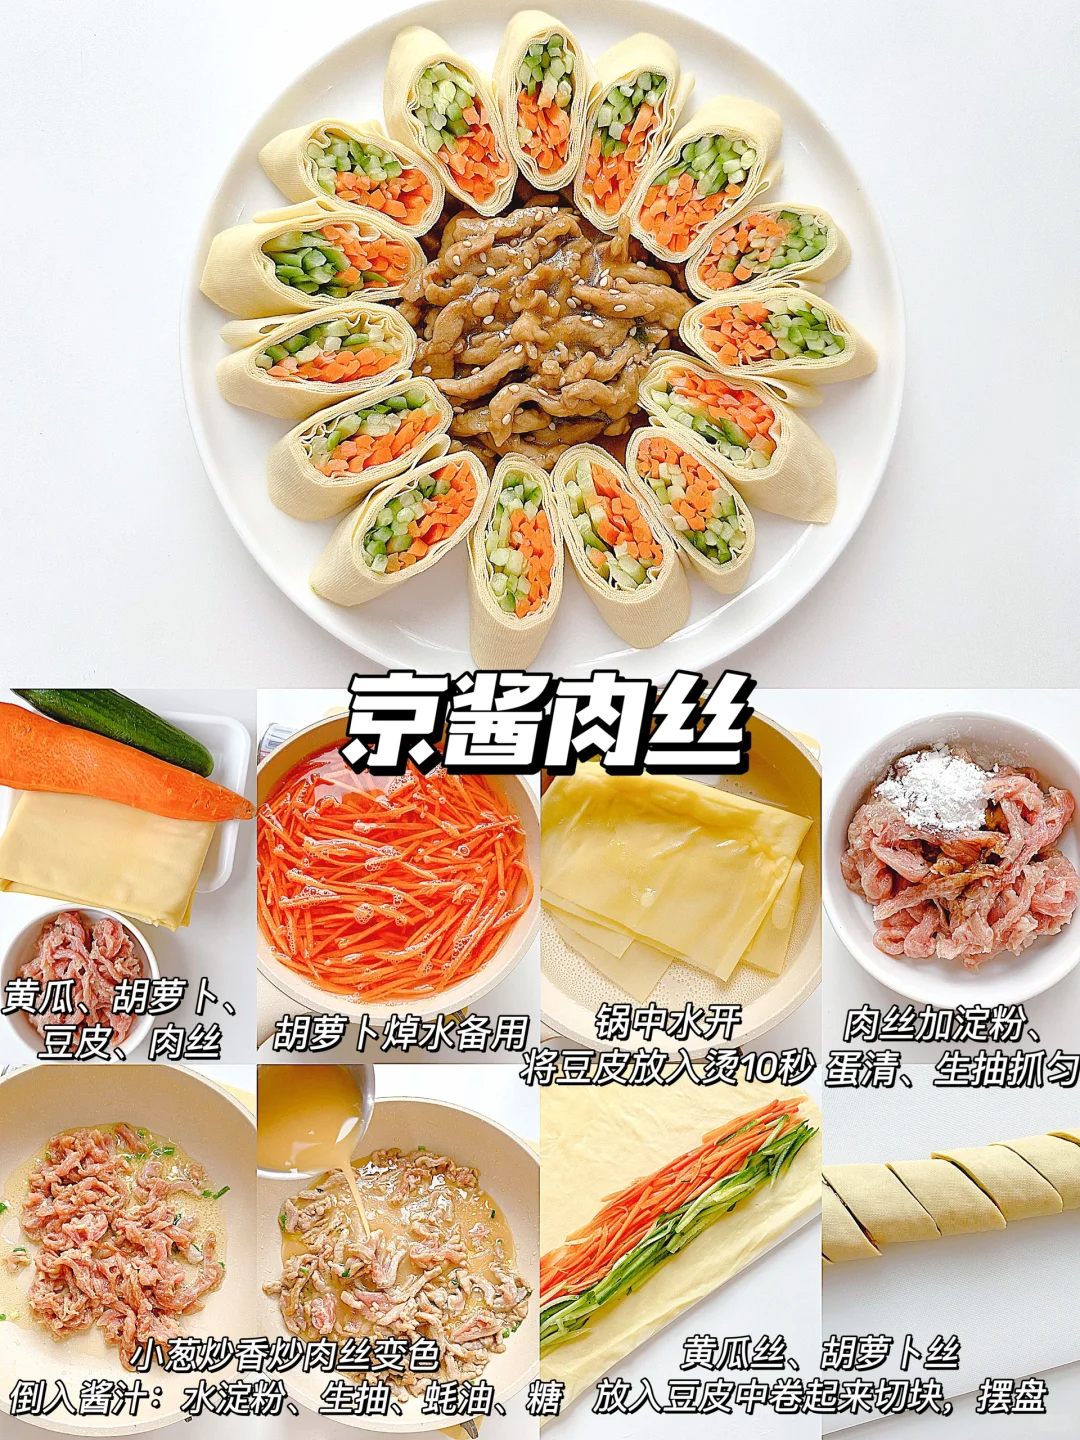 京酱肉丝
黄瓜、胡萝卜、
豆皮、肉丝
胡萝卜焯水备用
锅中水开
将豆皮放入烫10秒
肉丝加淀粉、
蛋清、生抽抓匀
小葱炒香炒肉丝变色
倒入酱汁：水淀粉、生抽、蚝油、糖
黄瓜丝、胡萝卜丝
放入豆皮中卷起来切块，摆盘